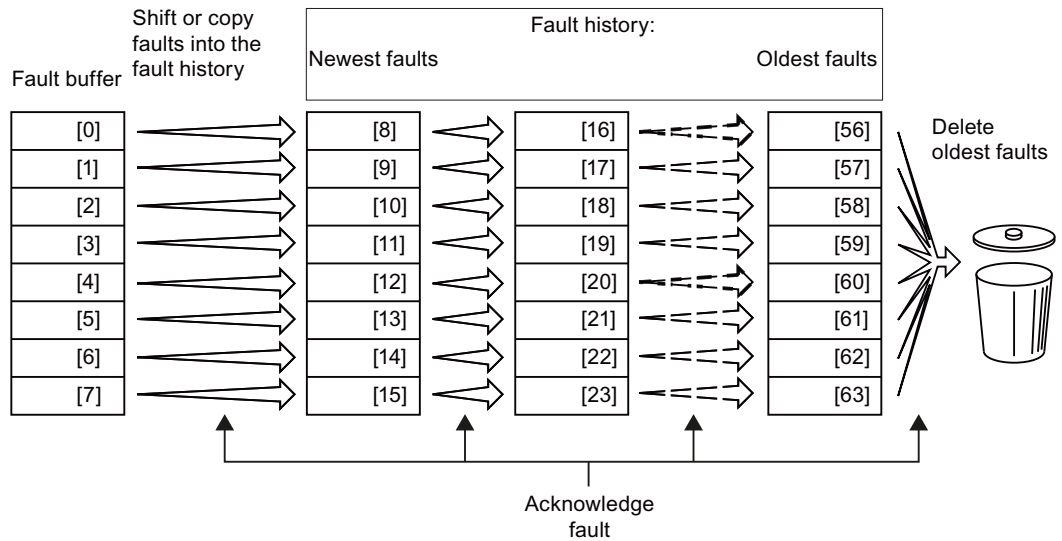 Shift or copy
faults into the
fault history
Fault history:
Fault buffer
Newest faults
Oldest faults
[0]
[8]
[16]
[56]
[1]
[9]
[17]
[57]
[2]
[10]
[18]
[58]
[3]
[11]
[19]
[59]
[4]
[12]
[20]
[60]
[5]
[13]
[21]
[61]
[6]
[14]
[22]
[62]
[7]
[15]
[23]
[63]
Delete
oldest faults
Acknowledge
fault